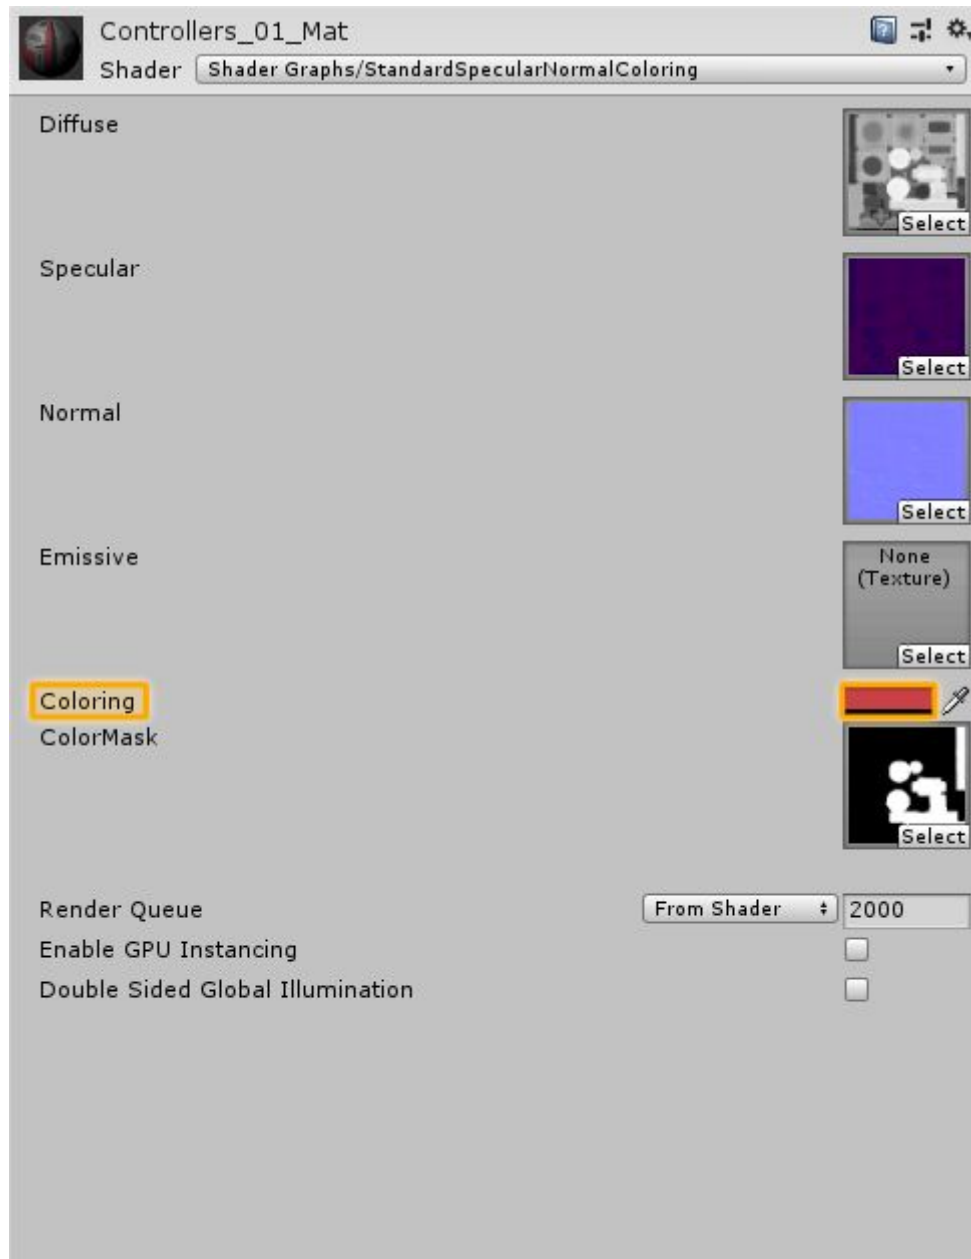 Controllers_01_Mat
Shader Shader Graphs/StandardSpecularNormalColoring
Diffuse
Select
Specular
Select
Normal
Select
Emissive
None
(Texture)
Select
Coloring
ColorMask
Select
Render Queue From Shader 2000
Enable GPU Instancing
Double Sided Global Illumination